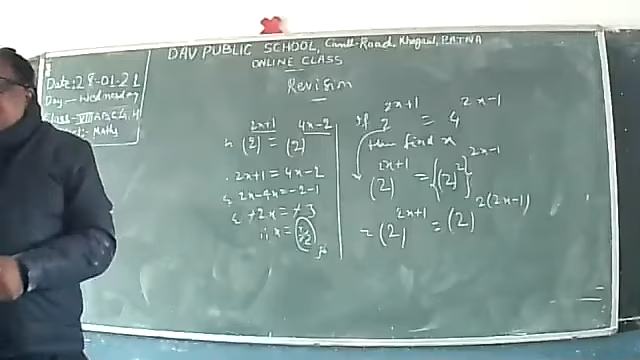 DAV PUBLIC SCHOOL, Cantt-Road, Khagaul, PATNA
ONLINE CLASS
Revision
Date:28-01-21
Day— Wednesday
Class-VIII A,B,C,G,H
Maths
If 2^(2x+1) = 4^(2x-1)
then find x
(2)^(2x+1) = {(2)^2}^(2x-1)
= (2)^(2x+1) = (2)^(2(2x-1))
(2)^(2x+1) = (2)^(4x-2)
2x+1 = 4x-2
2x-4x = -2-1
+2x = +3
∴ x = 3/2